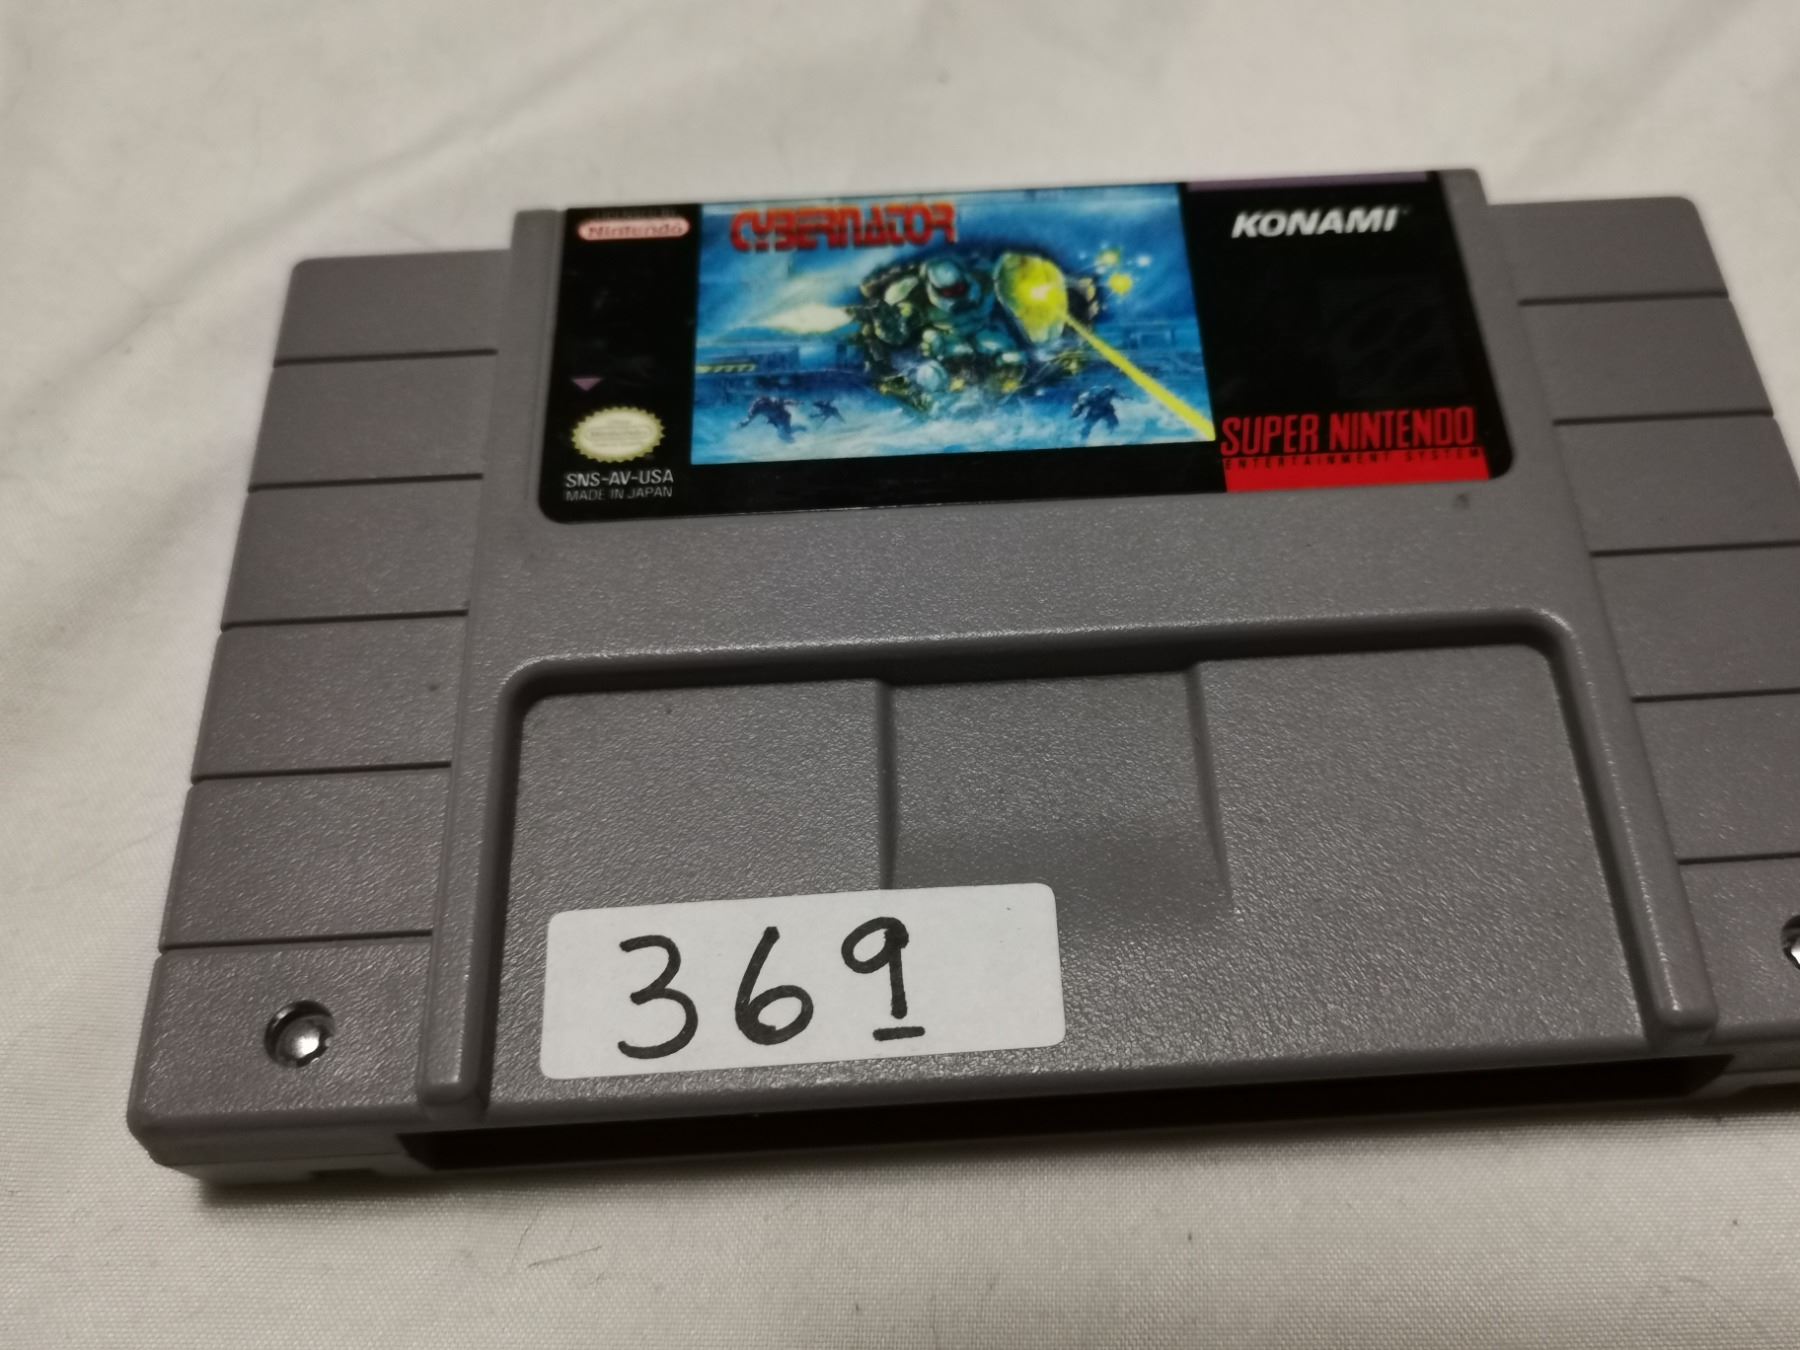 Nintendo
CYBERNATOR
KONAMI
SUPER NINTENDO
ENTERTAINMENT SYSTEM
SNS-AV-USA
MADE IN JAPAN
369